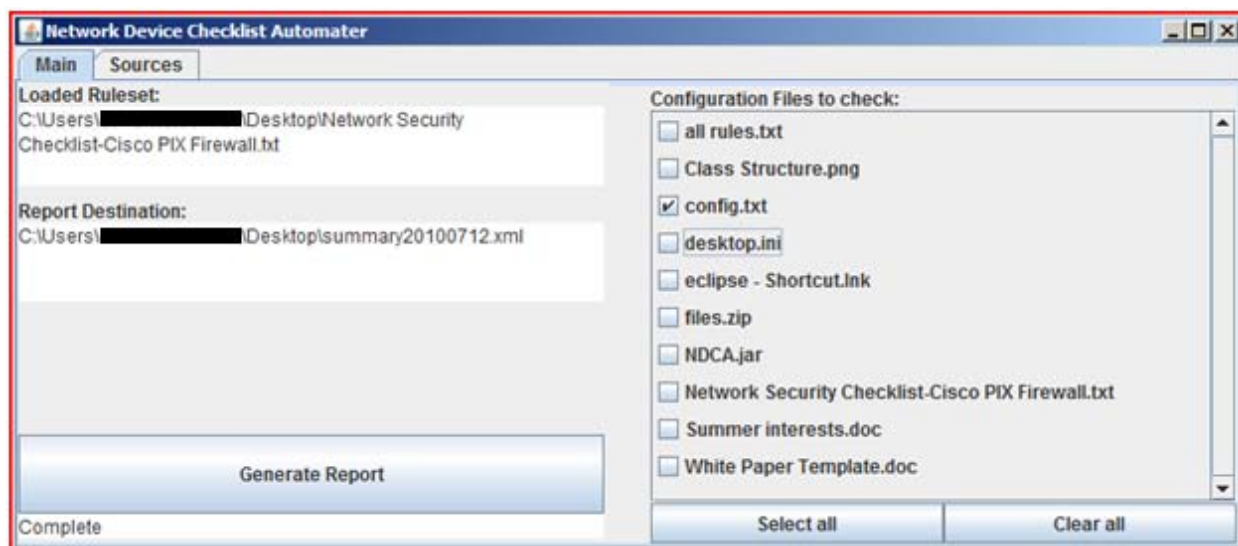 Network Device Checklist Automater
Main Sources
Loaded Ruleset:
C:\Users\ \Desktop\Network Security
Checklist-Cisco PIX Firewall.txt
Report Destination:
C:\Users\ \Desktop\summary20100712.xml
Generate Report
Complete
Configuration Files to check:
all rules.txt
Class Structure.png
config.txt
desktop.ini
eclipse - Shortcut.lnk
files.zip
NDCA.jar
Network Security Checklist-Cisco PIX Firewall.txt
Summer interests.doc
White Paper Template.doc
Select all Clear all